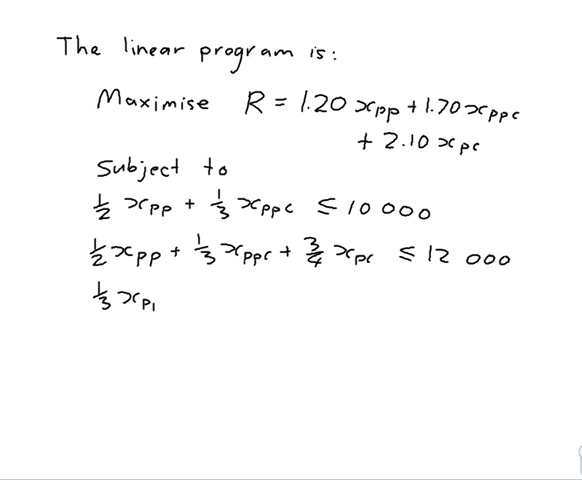 The linear program is:
Maximise R = 1.20 x_pp + 1.70 x_ppc
+ 2.10 x_pc
Subject to
1/2 x_pp + 1/3 x_ppc ≤ 10 000
1/2 x_pp + 1/3 x_ppc + 3/4 x_pc ≤ 12 000
1/3 x_p